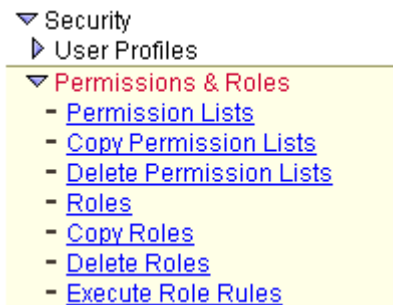 Security
User Profiles
Permissions & Roles
- Permission Lists
- Copy Permission Lists
- Delete Permission Lists
- Roles
- Copy Roles
- Delete Roles
- Execute Role Rules